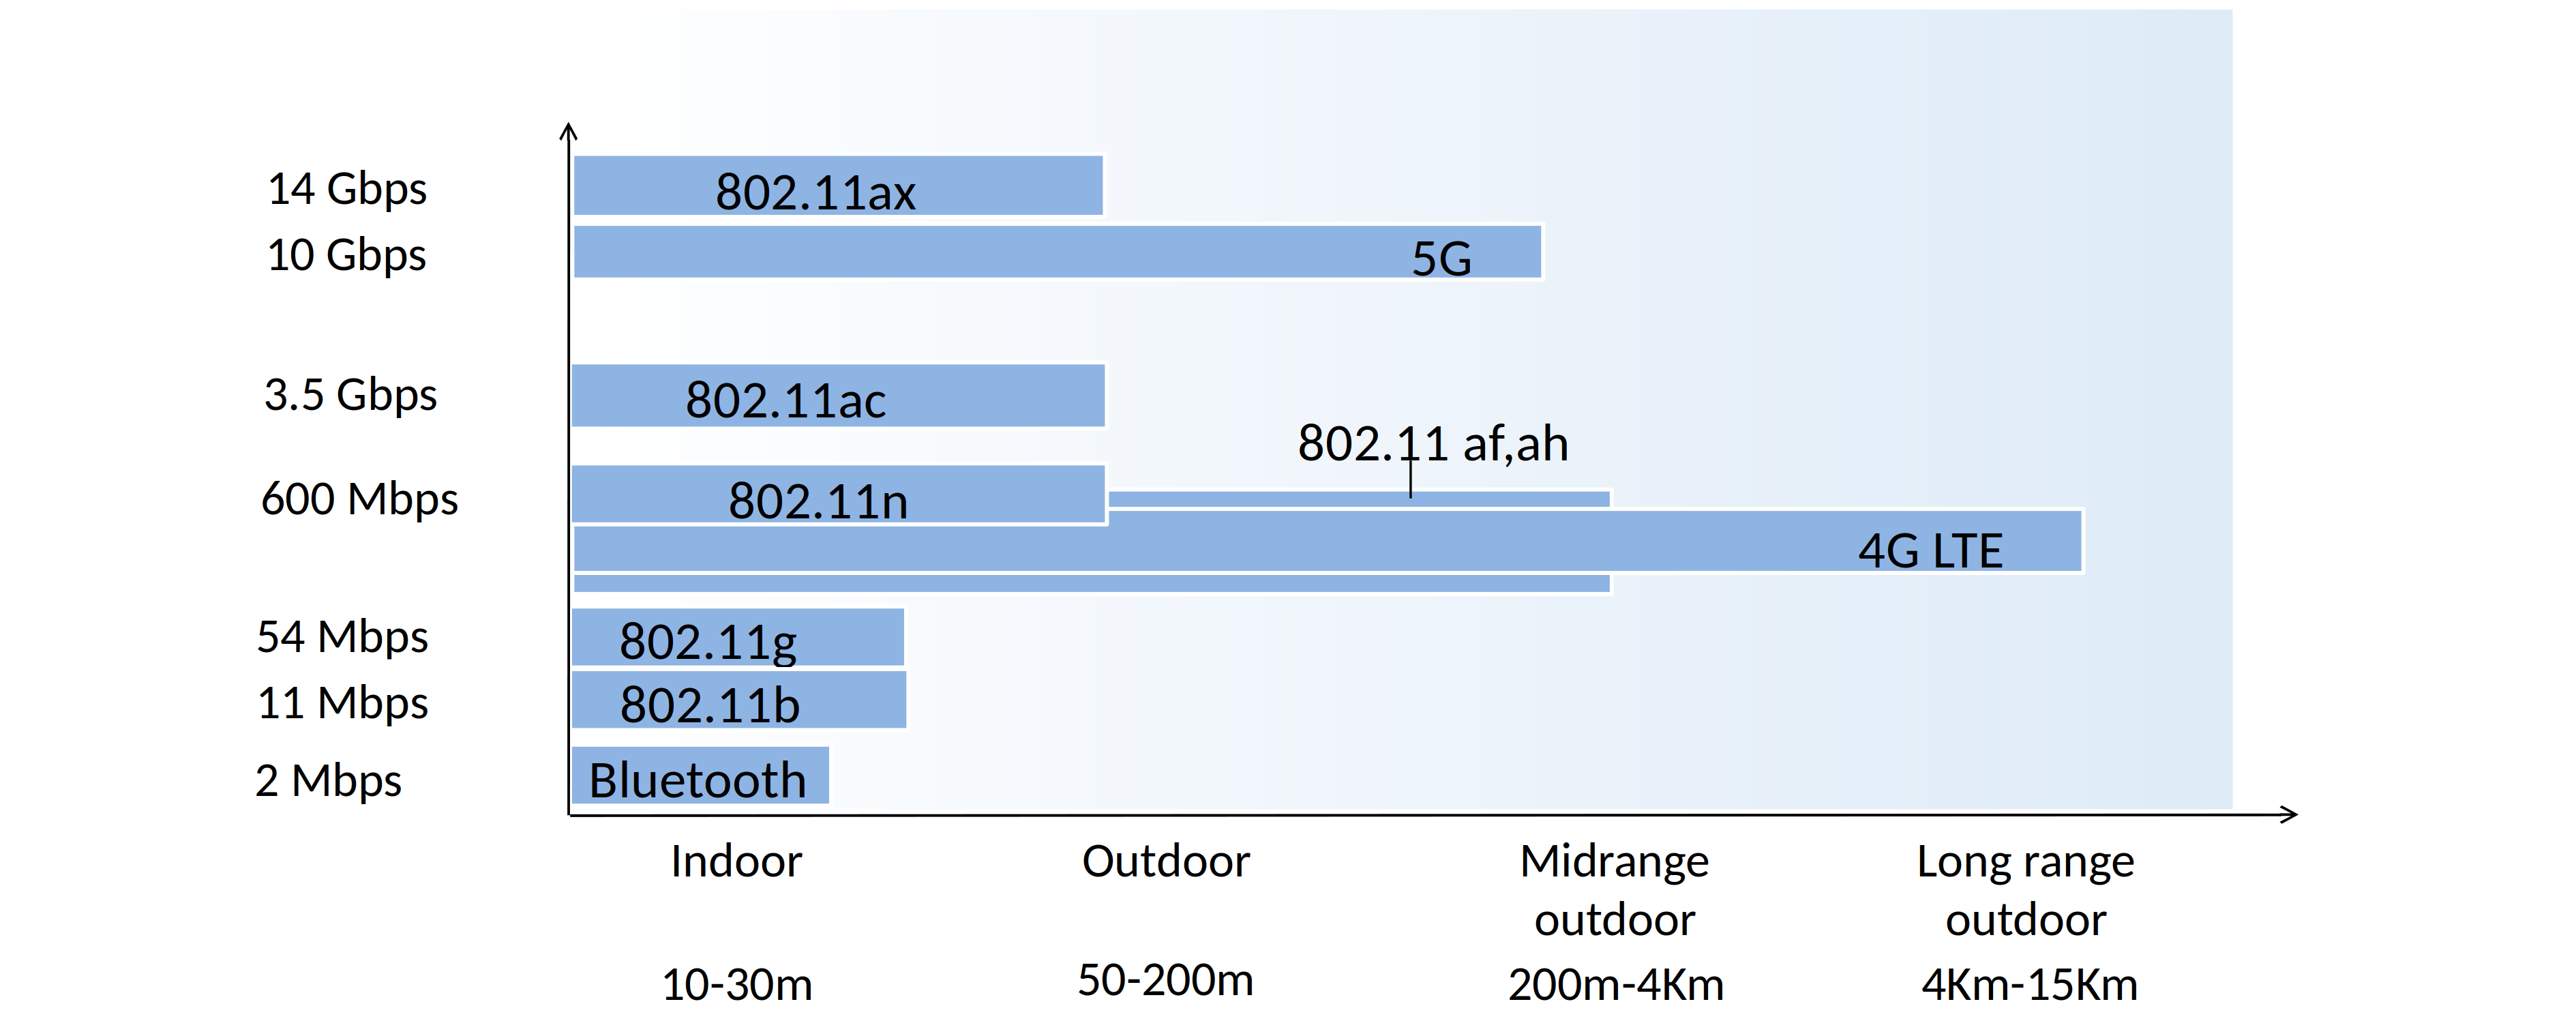 14 Gbps
802.11ax
10 Gbps
5G
3.5 Gbps
802.11ac
802.11 af,ah
600 Mbps
802.11n
4G LTE
54 Mbps
802.11g
11 Mbps
802.11b
2 Mbps
Bluetooth
Indoor
10-30m
Outdoor
50-200m
Midrange
outdoor
200m-4Km
Long range
outdoor
4Km-15Km